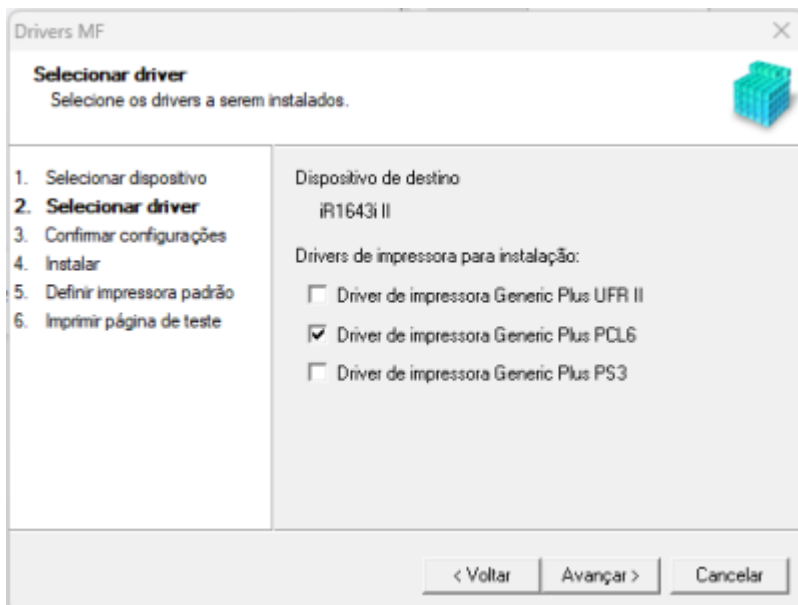 Drivers MF
Selecionar driver
Selecione os drivers a serem instalados.
1. Selecionar dispositivo
2. Selecionar driver
3. Confirmar configurações
4. Instalar
5. Definir impressora padrão
6. Imprimir página de teste
Dispositivo de destino
iR1643i II
Drivers de impressora para instalação:
Driver de impressora Generic Plus UFR II
Driver de impressora Generic Plus PCL6
Driver de impressora Generic Plus PS3
< Voltar
Avançar >
Cancelar